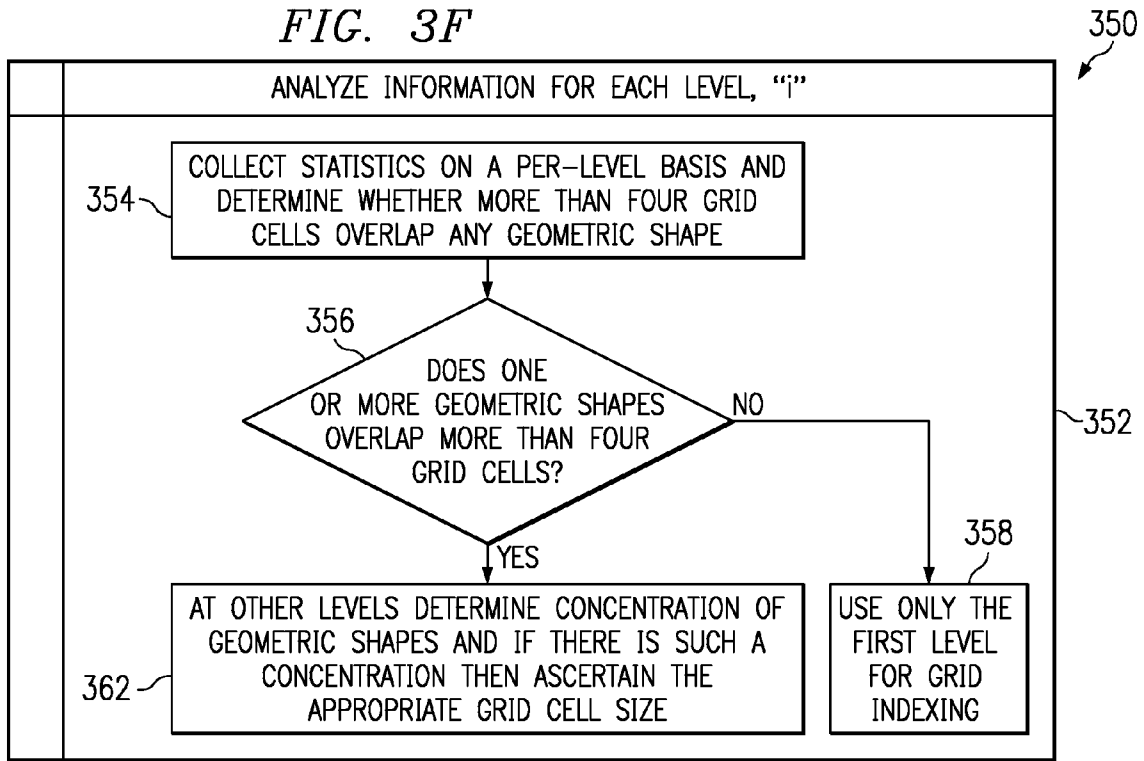 FIG. 3F
350
ANALYZE INFORMATION FOR EACH LEVEL, "i"
COLLECT STATISTICS ON A PER-LEVEL BASIS AND
DETERMINE WHETHER MORE THAN FOUR GRID
CELLS OVERLAP ANY GEOMETRIC SHAPE
354
356
DOES ONE
OR MORE GEOMETRIC SHAPES
OVERLAP MORE THAN FOUR
GRID CELLS?
NO
352
YES
358
AT OTHER LEVELS DETERMINE CONCENTRATION OF
GEOMETRIC SHAPES AND IF THERE IS SUCH A
CONCENTRATION THEN ASCERTAIN THE
APPROPRIATE GRID CELL SIZE
362
USE ONLY THE
FIRST LEVEL
FOR GRID
INDEXING